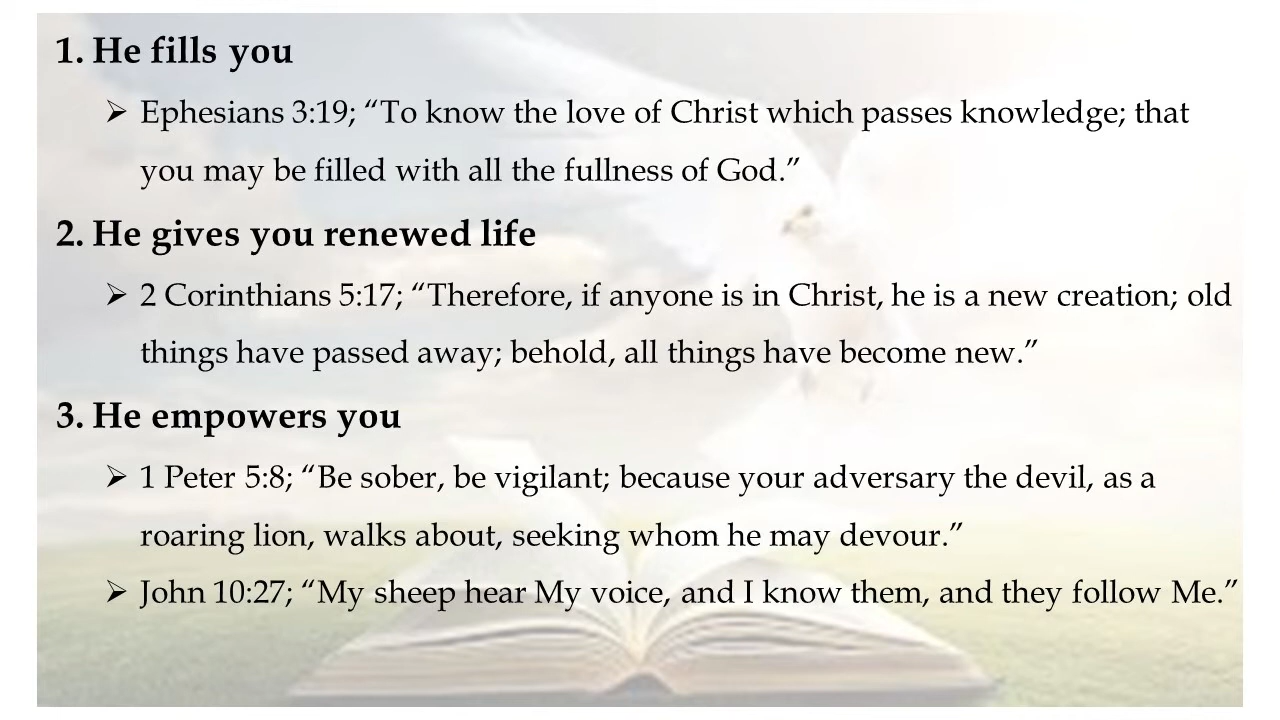 1. He fills you
➢ Ephesians 3:19; “To know the love of Christ which passes knowledge; that
you may be filled with all the fullness of God.”
2. He gives you renewed life
➢ 2 Corinthians 5:17; “Therefore, if anyone is in Christ, he is a new creation; old
things have passed away; behold, all things have become new.”
3. He empowers you
➢ 1 Peter 5:8; “Be sober, be vigilant; because your adversary the devil, as a
roaring lion, walks about, seeking whom he may devour.”
➢ John 10:27; “My sheep hear My voice, and I know them, and they follow Me.”